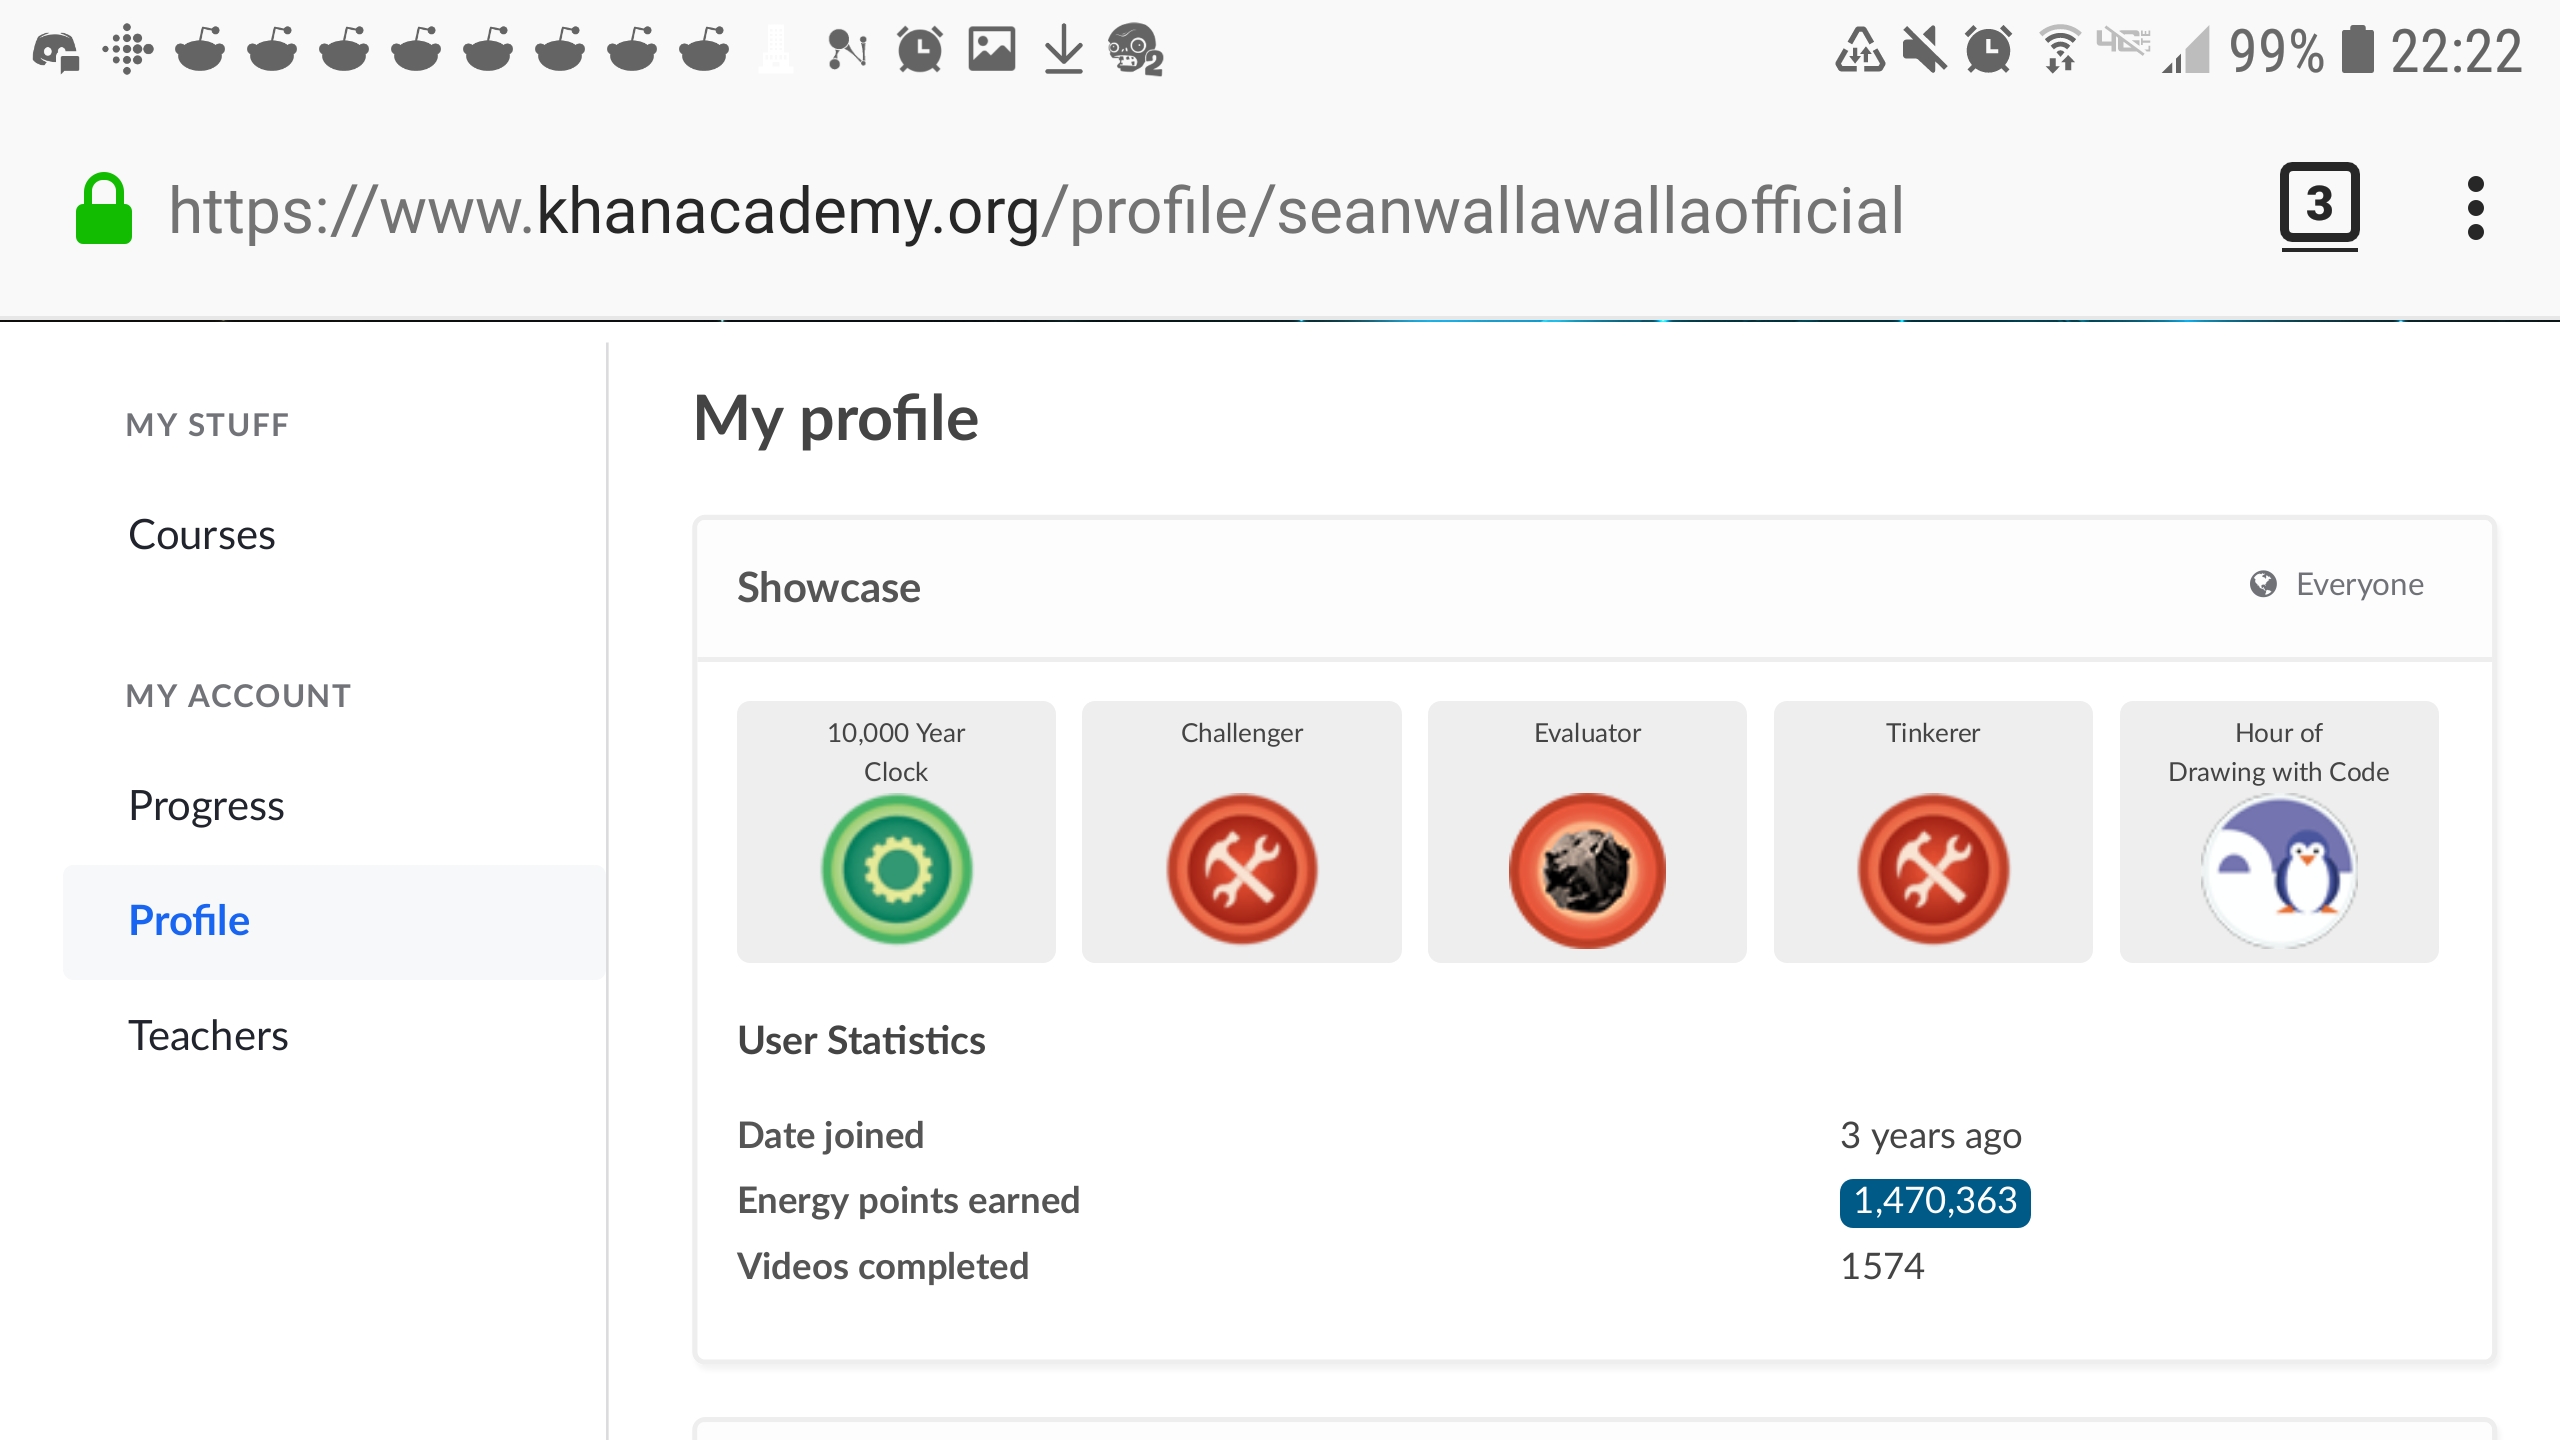 99% 22:22
https://www.khanacademy.org/profile/seanwallawallaofficial
3
MY STUFF
Courses
MY ACCOUNT
Progress
Profile
Teachers
My profile
Showcase
Everyone
10,000 Year
Clock
Challenger
Evaluator
Tinkerer
Hour of
Drawing with Code
User Statistics
Date joined 3 years ago
Energy points earned 1,470,363
Videos completed 1574